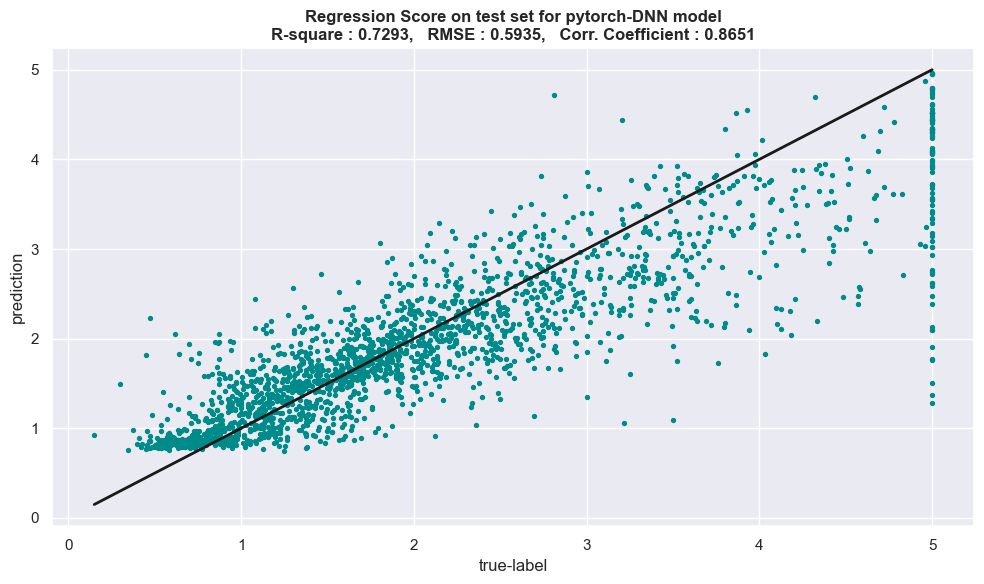 Regression Score on test set for pytorch-DNN model
R-square : 0.7293,   RMSE : 0.5935,   Corr. Coefficient : 0.8651
5
4
3
2
1
0
prediction
0 1 2 3 4 5
true-label